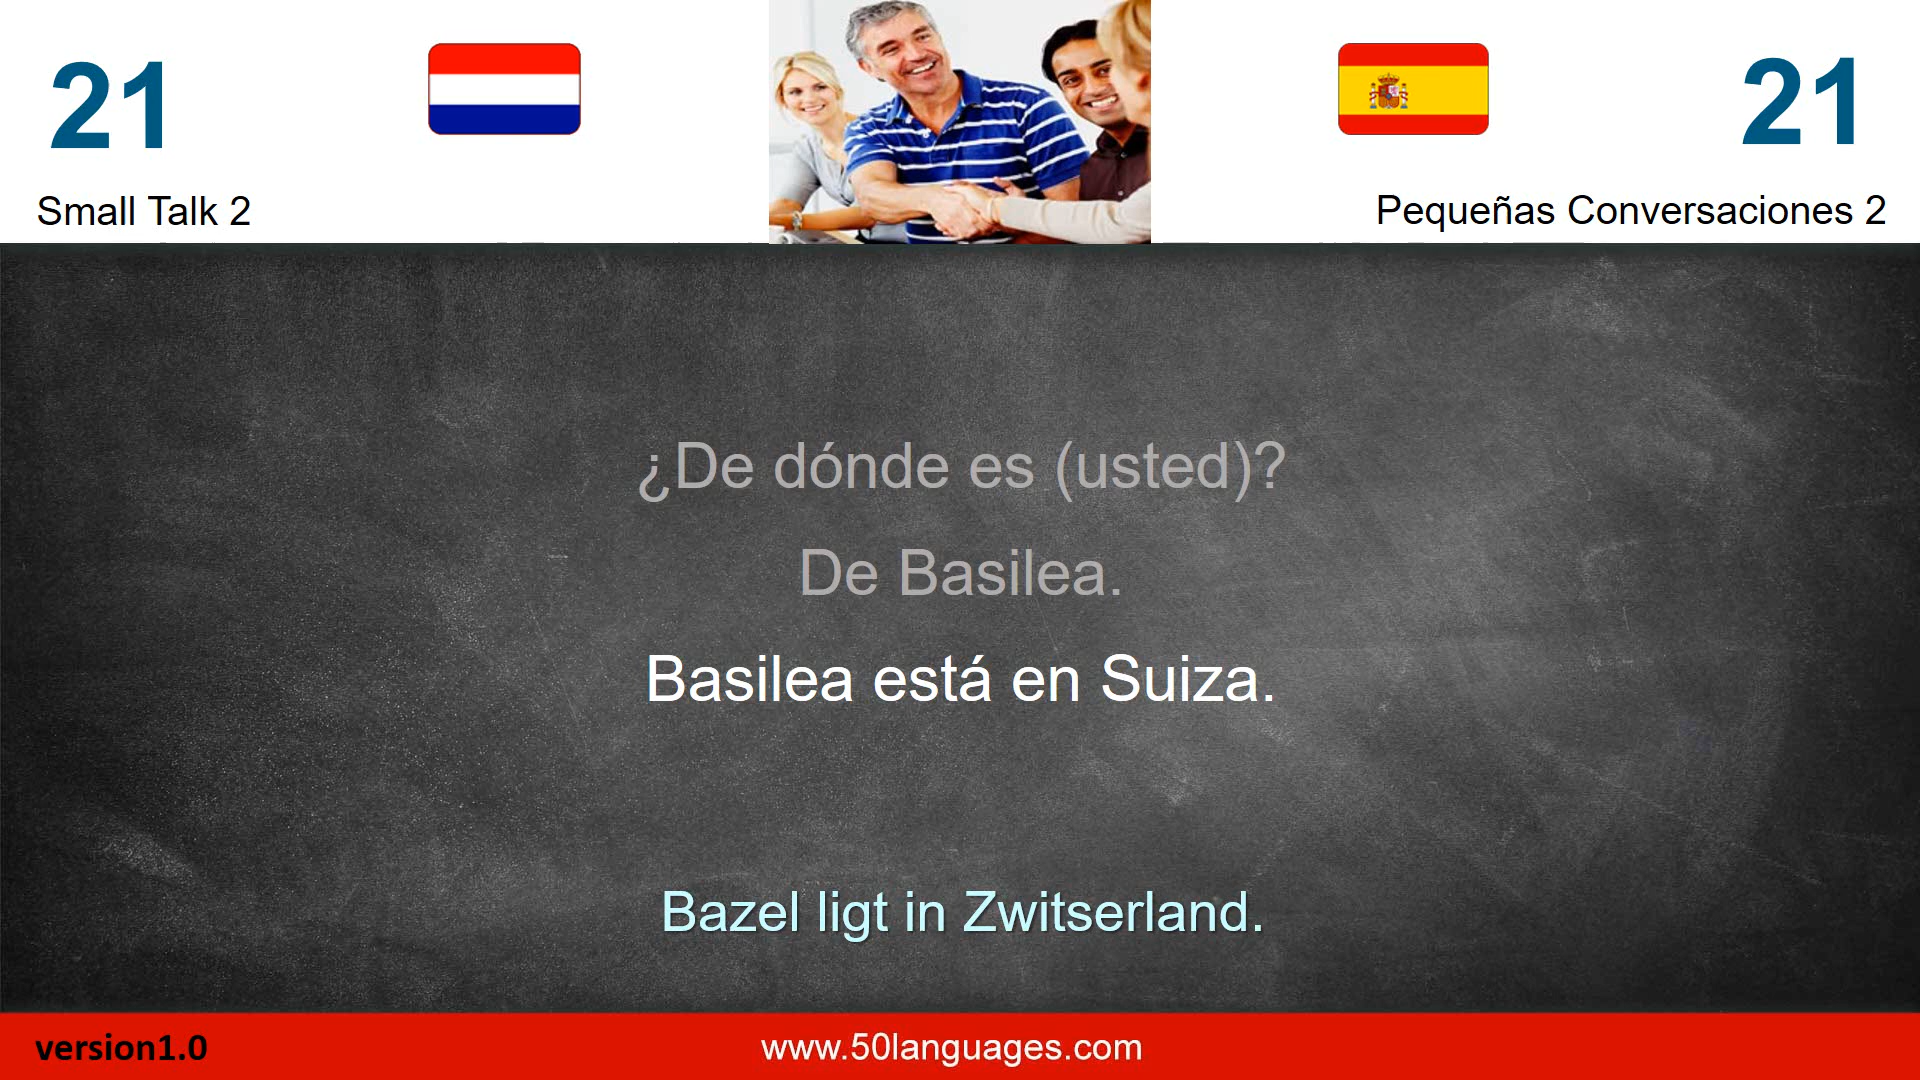 21
21
Small Talk 2
Pequeñas Conversaciones 2
¿De dónde es (usted)?
De Basilea.
Basilea está en Suiza.
Bazel ligt in Zwitserland.
version1.0
www.50languages.com